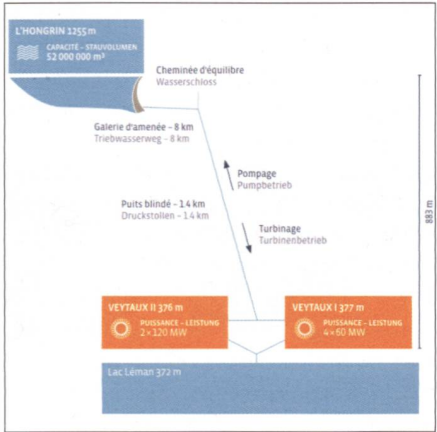 L'HONGRIN 1255 m
CAPACITÉ – STAUVOLUMEN
52 000 000 m³
Cheminée d'équilibre
Wasserschloss
Galerie d'amenée – 8 km
Triebwasserweg – 8 km
Pompage
Pumpbetrieb
Puits blindé – 1.4 km
Druckstollen – 1.4 km
Turbinage
Turbinenbetrieb
883 m
VEYTAUX II 376 m
PUISSANCE – LEISTUNG
2×120 MW
VEYTAUX I 377 m
PUISSANCE – LEISTUNG
4×60 MW
Lac Léman 372 m